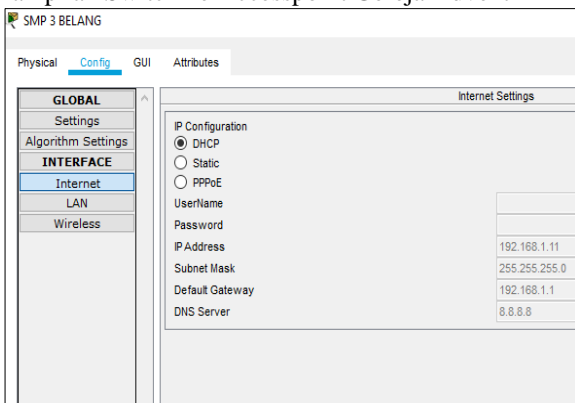 SMP 3 BELANG
Physical Config GUI Attributes
GLOBAL
Settings
Algorithm Settings
INTERFACE
Internet
LAN
Wireless
Internet Settings
IP Configuration
DHCP
Static
PPPoE
UserName
Password
IP Address 192.168.1.11
Subnet Mask 255.255.255.0
Default Gateway 192.168.1.1
DNS Server 8.8.8.8